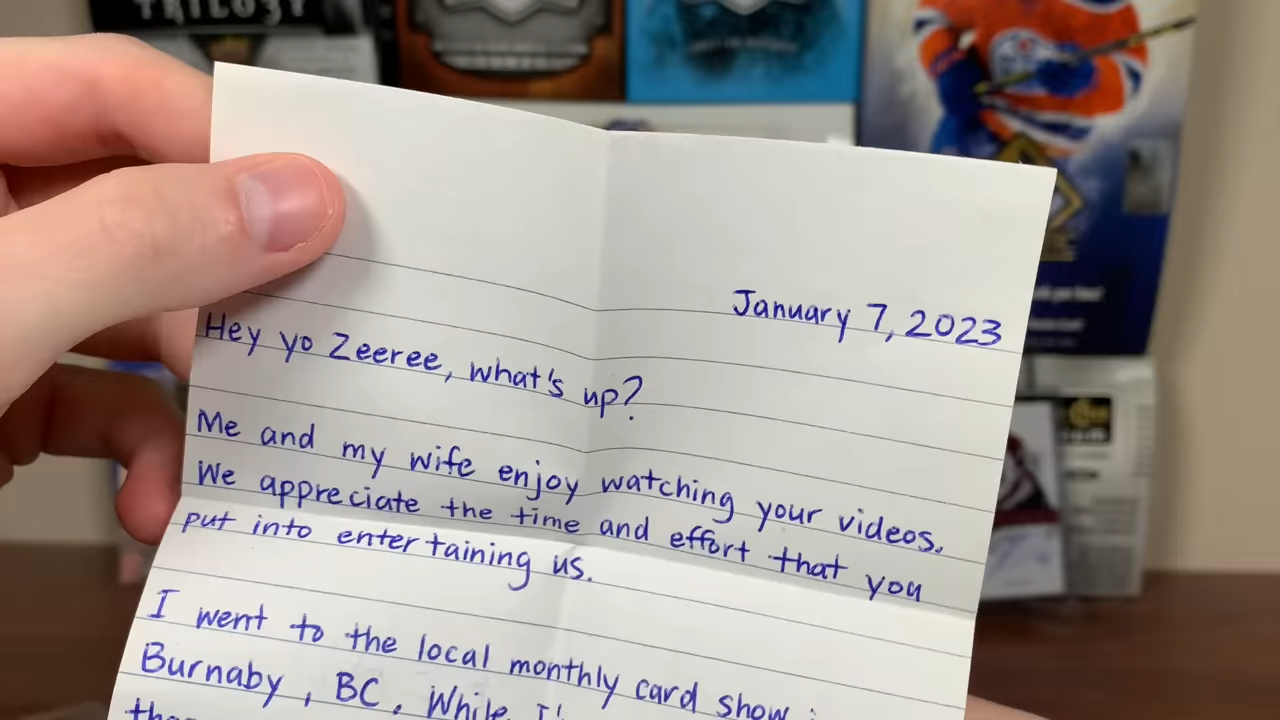 TRILOGY
January 7, 2023
Hey yo Zeeree, what's up?
Me and my wife enjoy watching your videos.
We appreciate the time and effort that you
put into entertaining us.
I went to the local monthly card show
Burnaby, BC. While